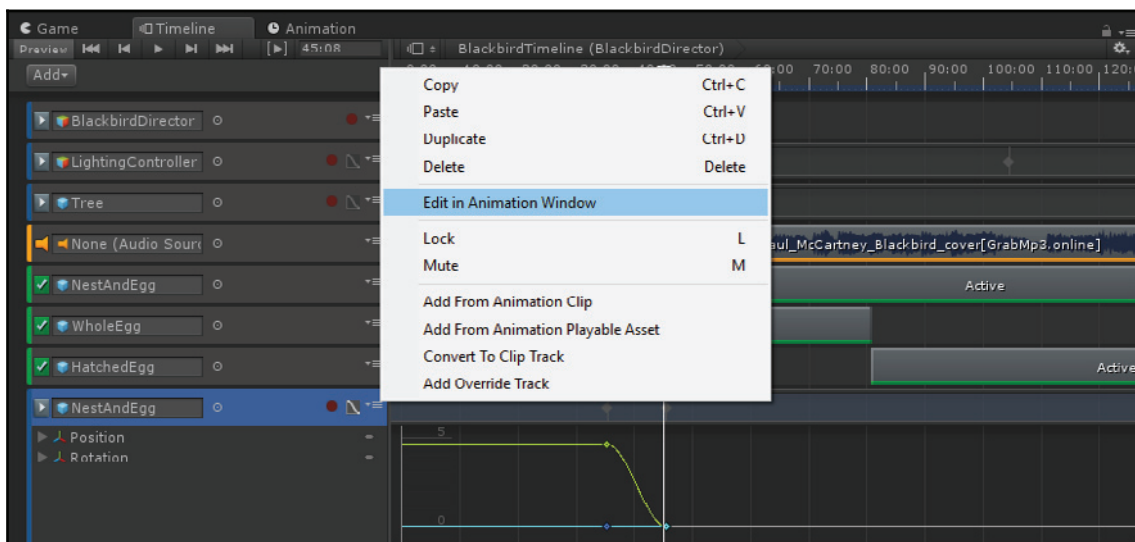 Game Timeline Animation
Preview 45:08 BlackbirdTimeline (BlackbirdDirector)
Add
70:00 80:00 90:00 100:00 110:00 120:
BlackbirdDirector
LightingController
Tree
None (Audio Sour
aul_McCartney_Blackbird_cover[GrabMp3.online]
NestAndEgg
Active
WholeEgg
HatchedEgg
Active
NestAndEgg
Position
Rotation
5
0
Copy Ctrl+C
Paste Ctrl+V
Duplicate Ctrl+D
Delete Delete
Edit in Animation Window
Lock L
Mute M
Add From Animation Clip
Add From Animation Playable Asset
Convert To Clip Track
Add Override Track